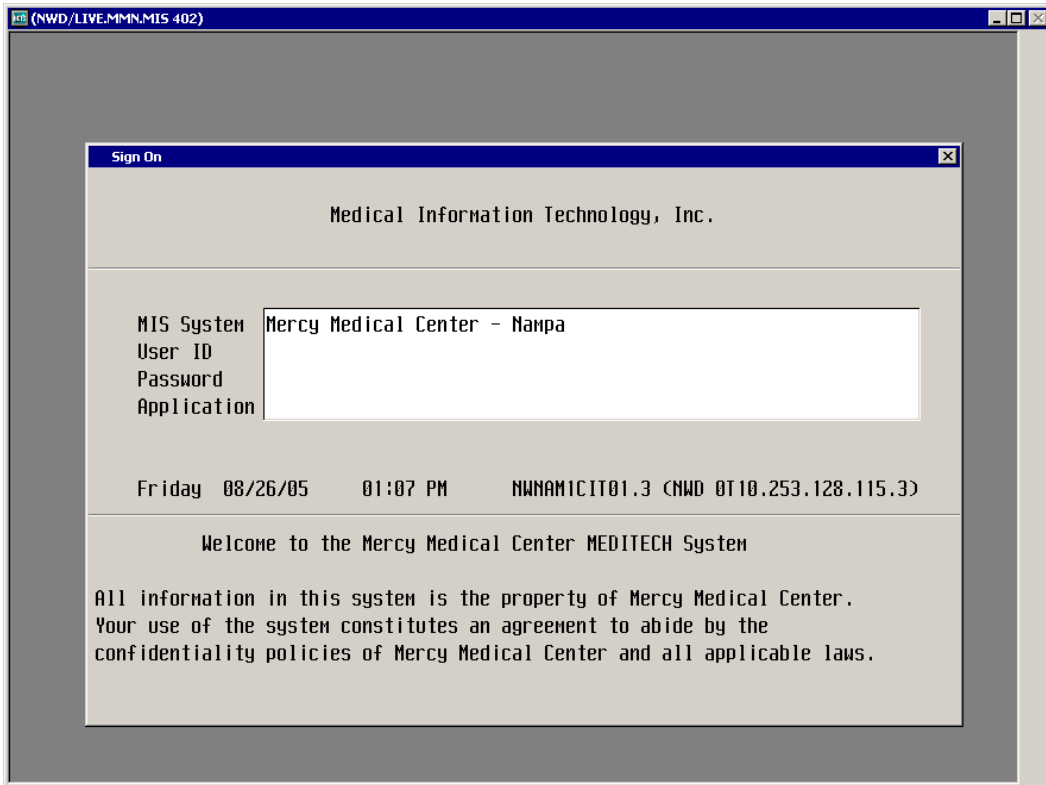 (NWD/LIVE.MMN.MIS 402)
Sign On
Medical Information Technology, Inc.
MIS System Mercy Medical Center - Nampa
User ID
Password
Application
Friday 08/26/05 01:07 PM NWNAM1CIT01.3 (NWD 0T10.253.128.115.3)
Welcome to the Mercy Medical Center MEDITECH System
All information in this system is the property of Mercy Medical Center.
Your use of the system constitutes an agreement to abide by the
confidentiality policies of Mercy Medical Center and all applicable laws.